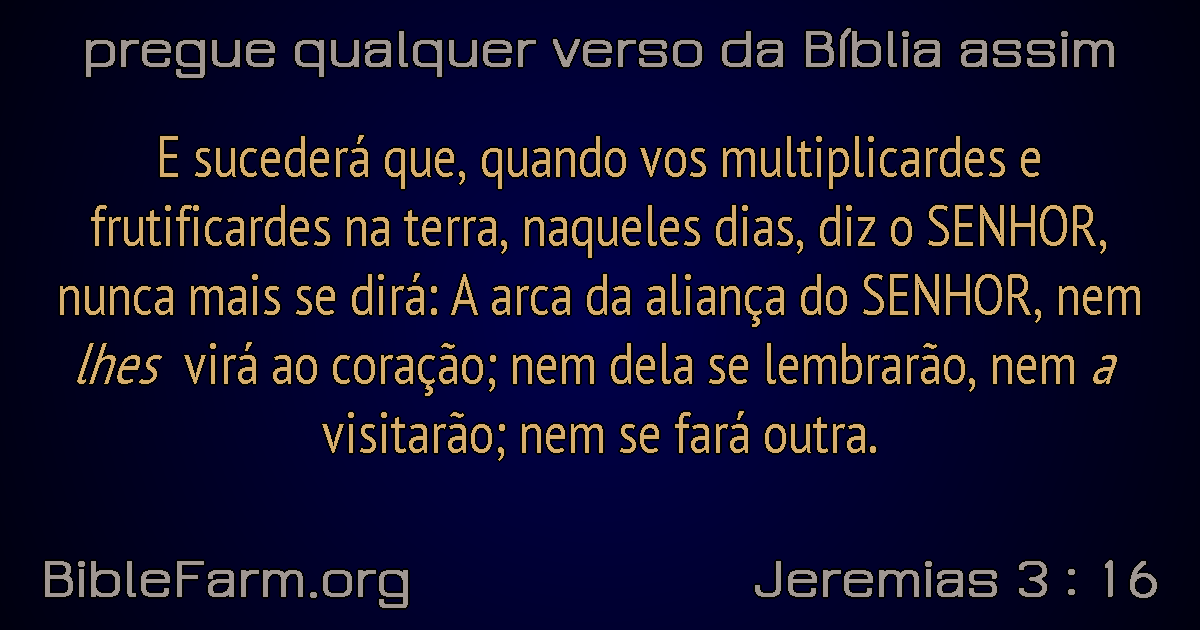 pregue qualquer verso da Bíblia assim
E sucederá que, quando vos multiplicardes e
frutificardes na terra, naqueles dias, diz o SENHOR,
nunca mais se dirá: A arca da aliança do SENHOR, nem
lhes virá ao coração; nem dela se lembrarão, nem a
visitarão; nem se fará outra.
BibleFarm.org
Jeremias 3 : 16